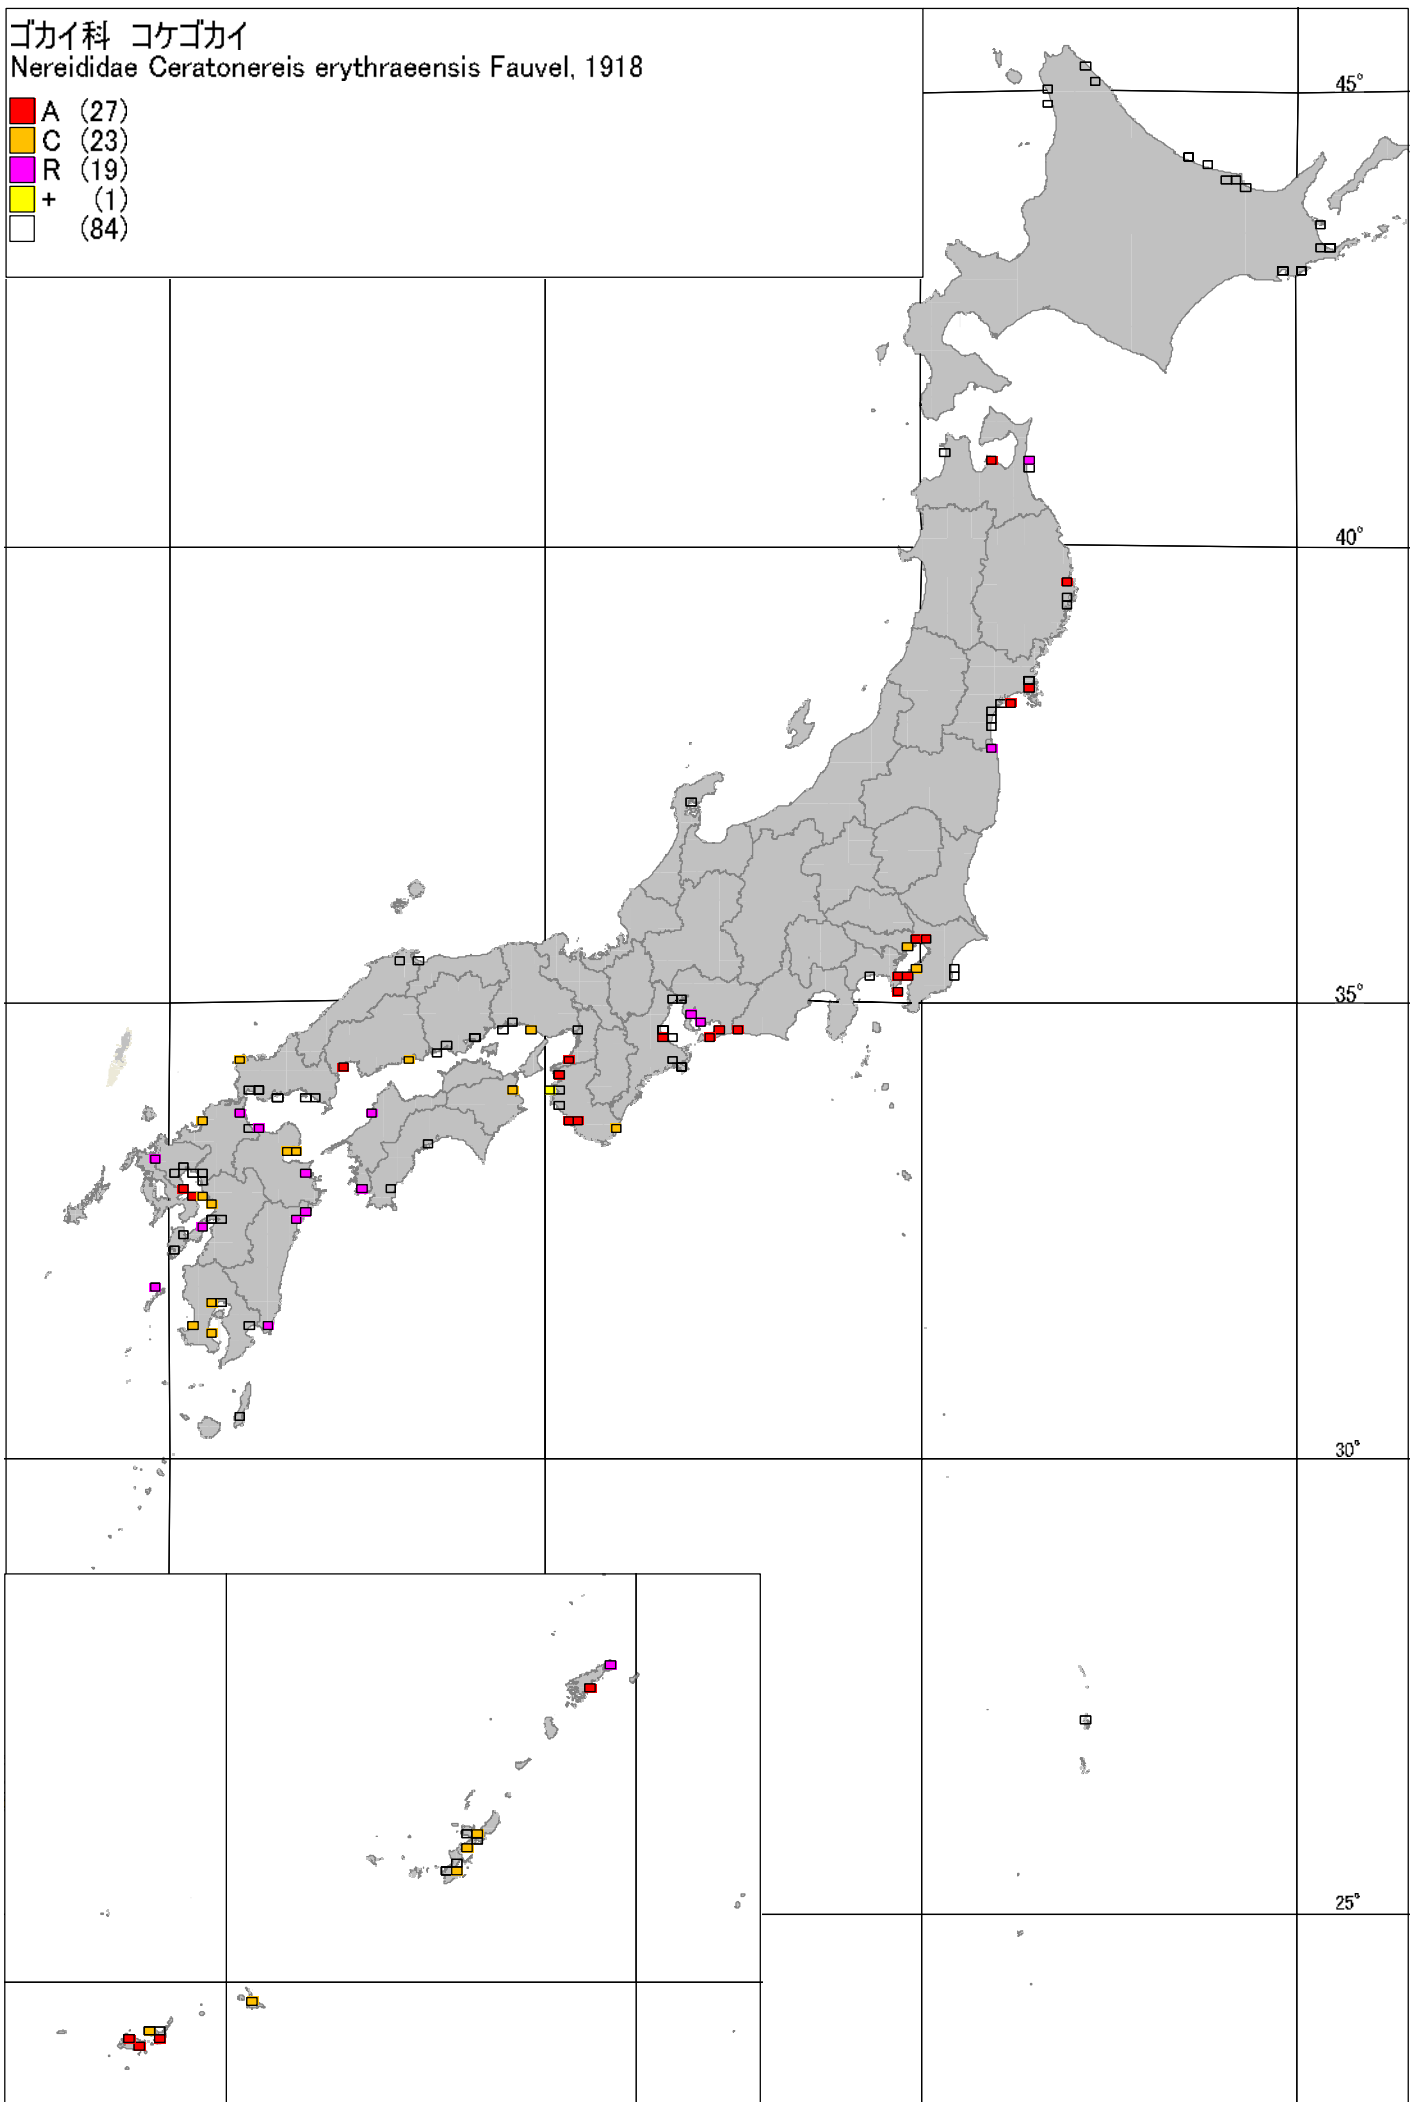 ゴカイ科 コケゴカイ
Nereididae Ceratonereis erythraeensis Fauvel, 1918
A (27)
C (23)
R (19)
+ (1)
(84)
45°
40°
35°
30°
25°